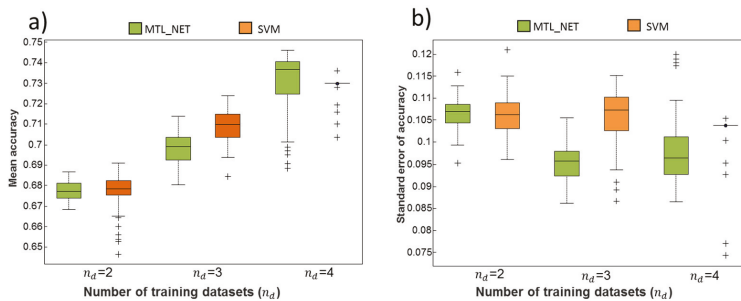 a)
MTL_NET SVM
Mean accuracy
0.75
0.74
0.73
0.72
0.71
0.7
0.69
0.68
0.67
0.66
0.65
n_d=2 n_d=3 n_d=4
Number of training datasets (n_d)
b)
MTL_NET SVM
Standard error of accuracy
0.12
0.115
0.11
0.105
0.1
0.095
0.09
0.085
0.08
0.075
n_d=2 n_d=3 n_d=4
Number of training datasets (n_d)